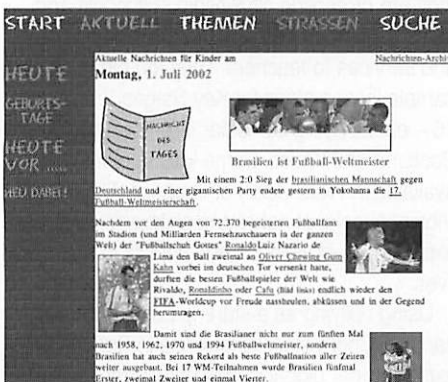 START AKTUELL THEMEN STRASSEN SUCHE
HEUTE
GEBURTS-
TAGE
HEUTE
VOR .....
NEU DABEI!
Aktuelle Nachrichten für Kinder am
Nachrichten-Archiv
Montag, 1. Juli 2002
NACHRICHT
DES
TAGES
Brasilien ist Fußball-Weltmeister
Mit einem 2:0 Sieg der brasilianischen Mannschaft gegen
Deutschland und einer gigantischen Party endete gestern in Yokohama die 17.
Fußball-Weltmeisterschaft.
Nachdem vor den Augen von 72.370 begeisterten Fußballfans
im Stadion (und Milliarden Fernsehzuschauern in der ganzen
Welt) der "Fußballschuh Gottes" Ronaldo Luiz Nazario de
Lima den Ball zweimal an Oliver Chewing Gum
Kahn vorbei im deutschen Tor versenkt hatte,
durften die besten Fußballspieler der Welt wie
Rivaldo, Ronaldinho oder Cafu (Bild links) endlich wieder den
FIFA-Worldcup vor Freude nassheulen, abküssen und in der Gegend
herumtragen.
Damit sind die Brasilianer nicht nur zum fünften Mal
nach 1958, 1962, 1970 und 1994 Fußballweltmeister, sondern
Brasilien hat auch seinen Rekord als beste Fußballnation aller Zeiten
weiter ausgebaut. Bei 17 WM-Teilnahmen wurde Brasilien fünfmal
Erster, zweimal Zweiter und einmal Vierter.